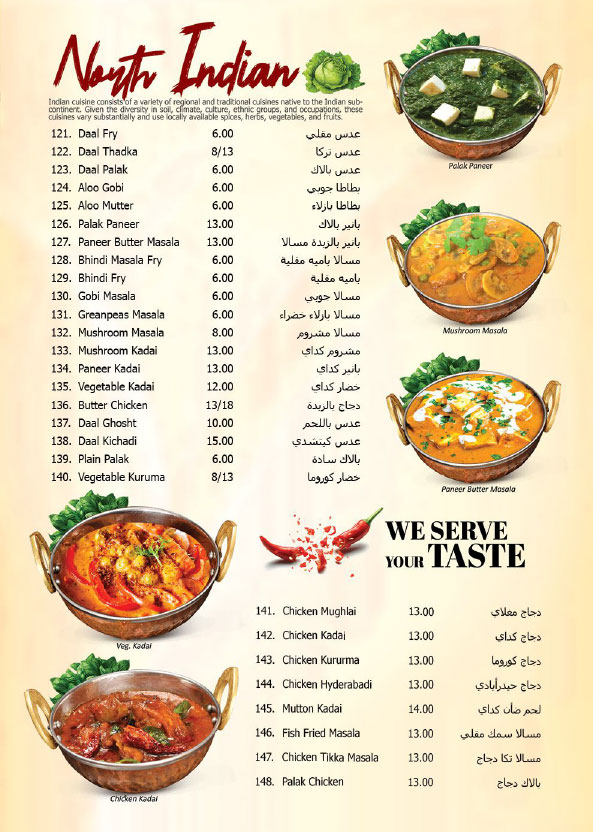 North Indian
Indian cuisine consists of a variety of regional and traditional cuisines native to the Indian sub-
continent. Given the diversity in soil, climate, culture, ethnic groups, and occupations, these
cuisines vary substantially and use locally available spices, herbs, vegetables, and fruits.
121. Daal Fry 6.00 عدس مقلي
122. Daal Thadka 8/13 عدس تركا
123. Daal Palak 6.00 عدس بالاك
124. Aloo Gobi 6.00 بطاطا جوبي
125. Aloo Mutter 6.00 بطاطا بازلاء
126. Palak Paneer 13.00 بانير بالاك
127. Paneer Butter Masala 13.00 بانير بالزبدة مسالا
128. Bhindi Masala Fry 6.00 مسالا باميه مقلية
129. Bhindi Fry 6.00 باميه مقلية
130. Gobi Masala 6.00 مسالا جوبي
131. Greanpeas Masala 6.00 مسالا بازلاء خضراء
132. Mushroom Masala 8.00 مسالا مشروم
133. Mushroom Kadai 13.00 مشروم كداي
134. Paneer Kadai 13.00 بانير كداي
135. Vegetable Kadai 12.00 خضار كداي
136. Butter Chicken 13/18 دجاج بالزبدة
137. Daal Ghosht 10.00 عدس باللحم
138. Daal Kichadi 15.00 عدس كيتشدي
139. Plain Palak 6.00 بالاك سادة
140. Vegetable Kuruma 8/13 خضار كوروما
Palak Paneer
Mushroom Masala
Paneer Butter Masala
Veg. Kadai
Chicken Kadai
WE SERVE
YOUR TASTE
141. Chicken Mughlai 13.00 دجاج مغلاي
142. Chicken Kadai 13.00 دجاج كداي
143. Chicken Kururma 13.00 دجاج كوروما
144. Chicken Hyderabadi 13.00 دجاج حيدرأبادي
145. Mutton Kadai 14.00 لحم ضأن كداي
146. Fish Fried Masala 13.00 مسالا سمك مقلي
147. Chicken Tikka Masala 13.00 مسالا تكا دجاج
148. Palak Chicken 13.00 بالاك دجاج